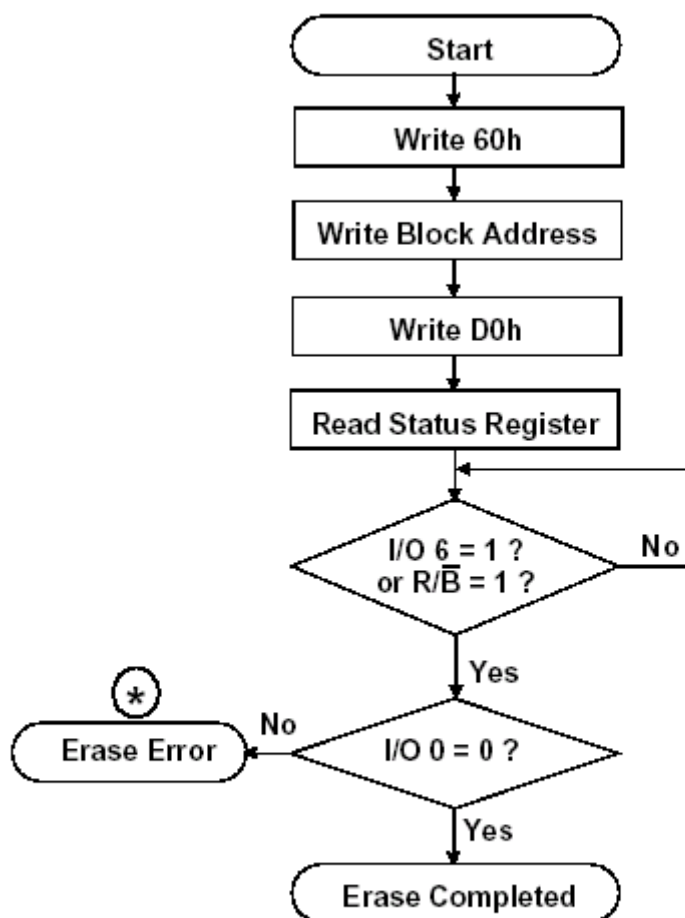 Start
Write 60h
Write Block Address
Write D0h
Read Status Register
I/O 6 = 1 ?
or R/B̅ = 1 ?
No
Yes
*
No
Erase Error
I/O 0 = 0 ?
Yes
Erase Completed